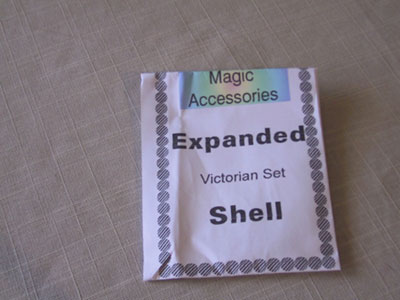 Magic
Accessories
Expanded
Victorian Set
Shell